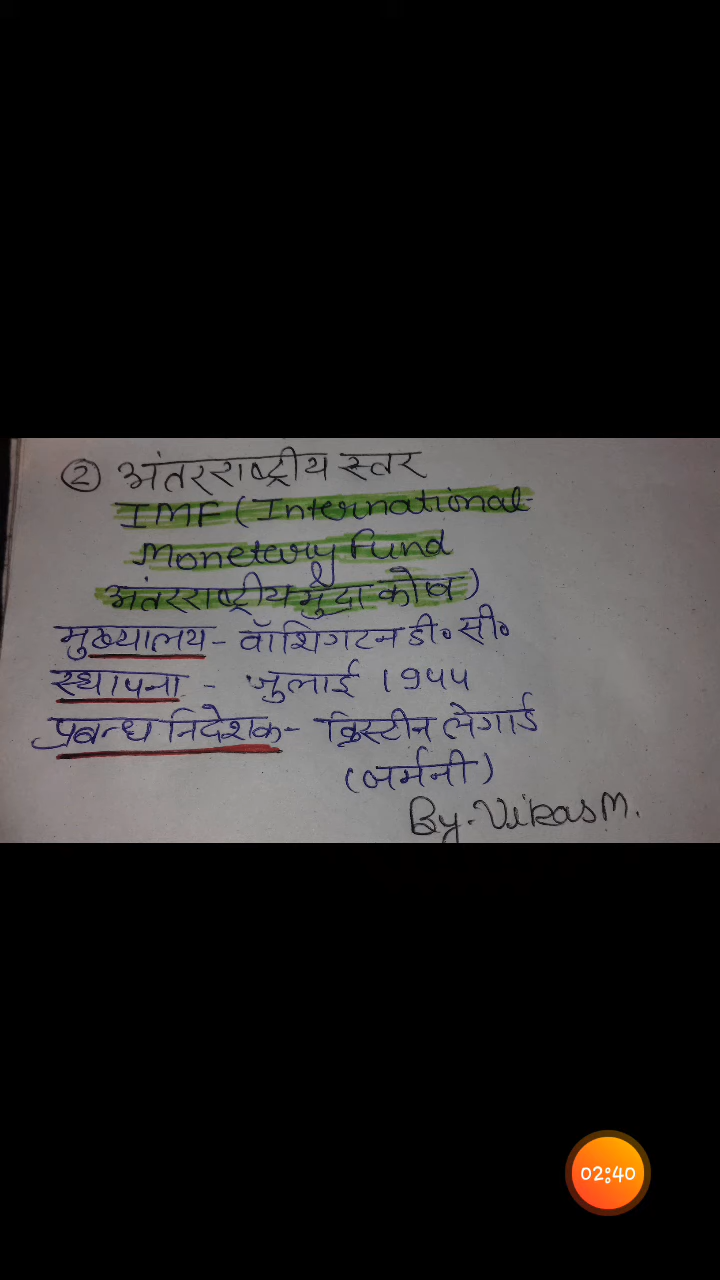 ② अंतरराष्ट्रीय स्तर
IMF (International
Monetery Fund
अंतरराष्ट्रीय मुद्रा कोष)
मुख्यालय - वॉशिगटन डी॰ सी॰
स्थापना - जुलाई 1944
प्रबन्ध निदेशक - क्रिस्टीन लेगार्ड
(जर्मनी)
By- Vikas M.
02:40